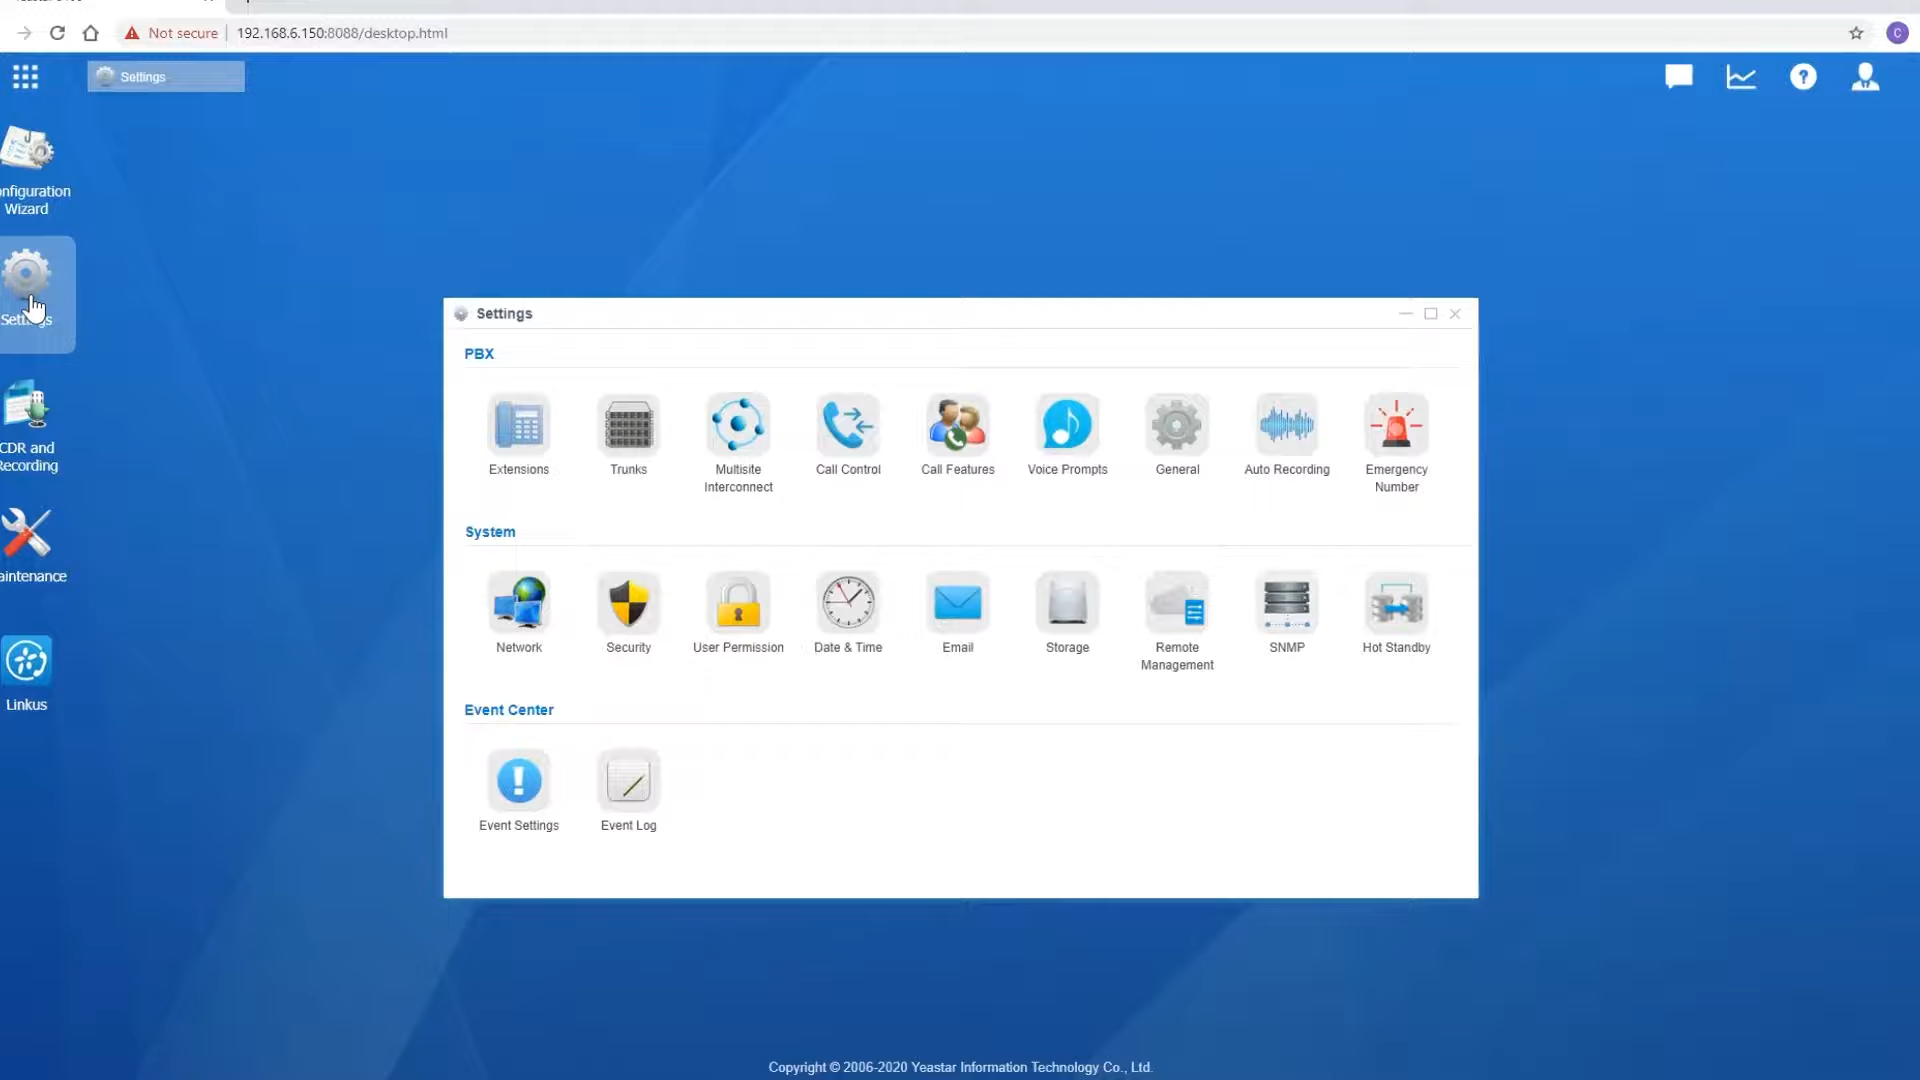 Not secure
192.168.6.150:8088/desktop.html
Settings
onfiguration
Wizard
Settings
CDR and
Recording
aintenance
Linkus
Settings
PBX
Extensions
Trunks
Multisite
Interconnect
Call Control
Call Features
Voice Prompts
General
Auto Recording
Emergency
Number
System
Network
Security
User Permission
Date & Time
Email
Storage
Remote
Management
SNMP
Hot Standby
Event Center
Event Settings
Event Log
C
Copyright © 2006-2020 Yeastar Information Technology Co., Ltd.